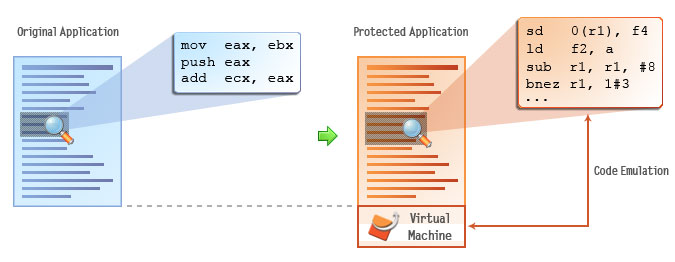 Original Application
mov eax, ebx
push eax
add ecx, eax
Protected Application
sd 0(r1), f4
ld f2, a
sub r1, r1, #8
bnez r1, 1#3
...
Code Emulation
Virtual
Machine